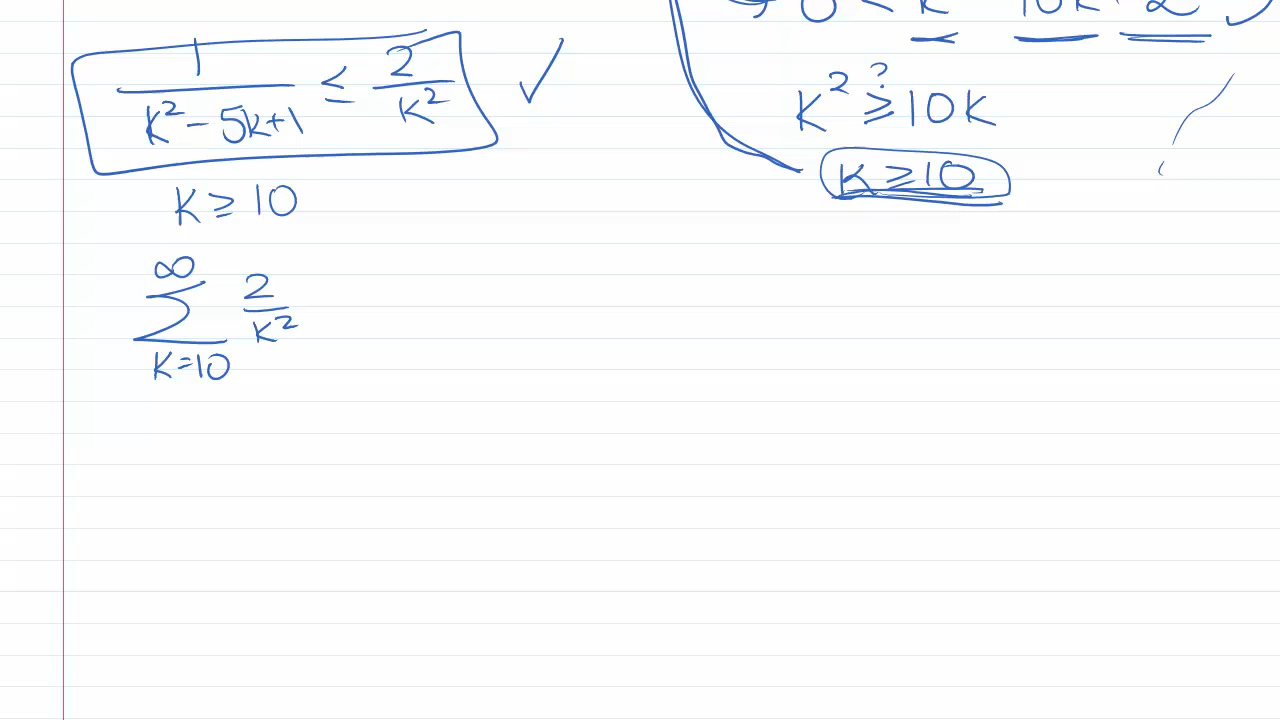 1/(k²-5k+1) ≤ 2/k² ✓
k ≥ 10
∞
∑ 2/k²
k=10
k² ?≥ 10k
k ≥ 10